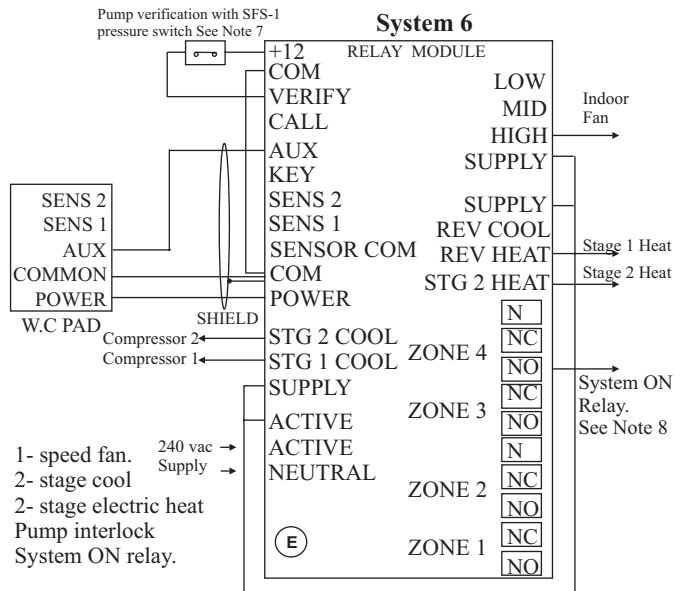 Pump verification with SFS-1
pressure switch See Note 7
System 6
RELAY MODULE
+12
COM
VERIFY
CALL
AUX
KEY
SENS 2
SENS 1
SENSOR COM
COM
POWER
STG 2 COOL
STG 1 COOL
SUPPLY
ACTIVE
ACTIVE
NEUTRAL
E
LOW
MID
HIGH
SUPPLY
SUPPLY
REV COOL
REV HEAT
STG 2 HEAT
ZONE 4
N
NC
NO
ZONE 3
NC
NO
ZONE 2
N
NC
NO
ZONE 1
NC
NO
Indoor
Fan
Stage 1 Heat
Stage 2 Heat
System ON
Relay.
See Note 8
SENS 2
SENS 1
AUX
COMMON
POWER
W.C PAD
SHIELD
Compressor 2
Compressor 1
240 vac
Supply
1- speed fan.
2- stage cool
2- stage electric heat
Pump interlock
System ON relay.